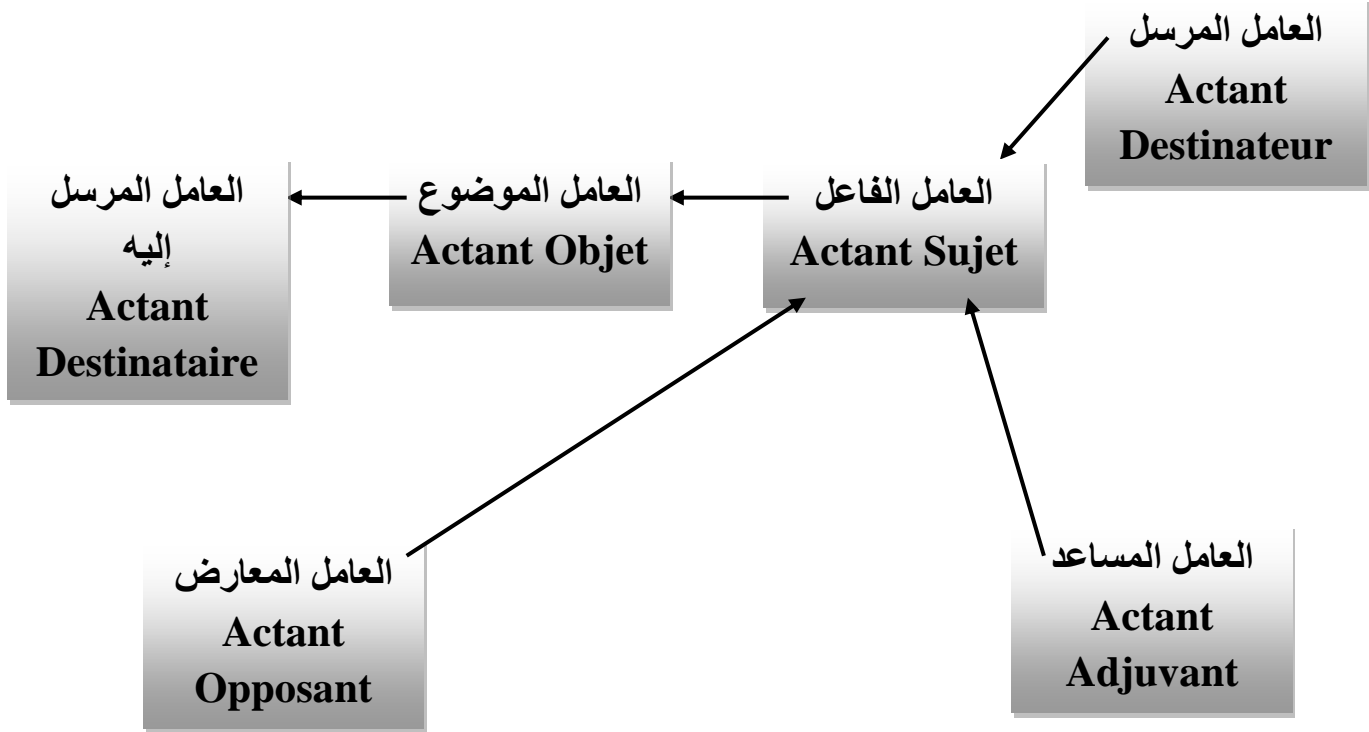 العامل المرسل
Actant
Destinateur
العامل الفاعل
Actant Sujet
العامل الموضوع
Actant Objet
العامل المرسل
إليه
Actant
Destinataire
العامل المساعد
Actant
Adjuvant
العامل المعارض
Actant
Opposant